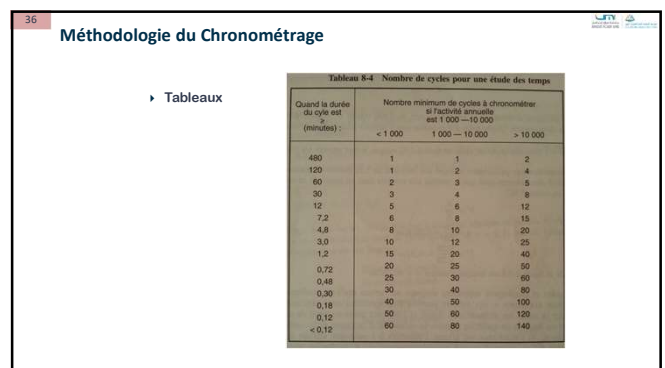 36
Méthodologie du Chronométrage
Tableaux
Tableau 8-4 Nombre de cycles pour une étude des temps
Quand la durée du cyle est ≥ (minutes) :
Nombre minimum de cycles à chronométrer si l'activité annuelle est 1 000 — 10 000
< 1 000 1 000 — 10 000 > 10 000
480 1 1 2
120 1 2 4
60 2 3 5
30 3 4 8
12 5 6 12
7,2 6 8 15
4,8 8 10 20
3,0 10 12 25
1,2 15 20 40
0,72 20 25 50
0,48 25 30 60
0,30 30 40 80
0,18 40 50 100
0,12 50 60 120
< 0,12 60 80 140